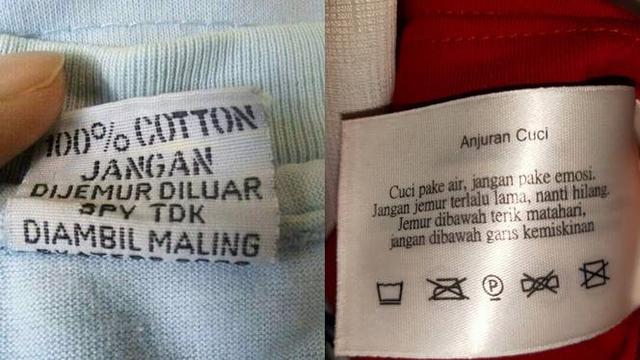 100% COTTON
JANGAN
DIJEMUR DILUAR
SPY TDK
DIAMBIL MALING
Anjuran Cuci
Cuci pake air, jangan pake emosi.
Jangan jemur terlalu lama, nanti hilang.
Jemur dibawah terik matahari,
jangan dibawah garis kemiskinan
P